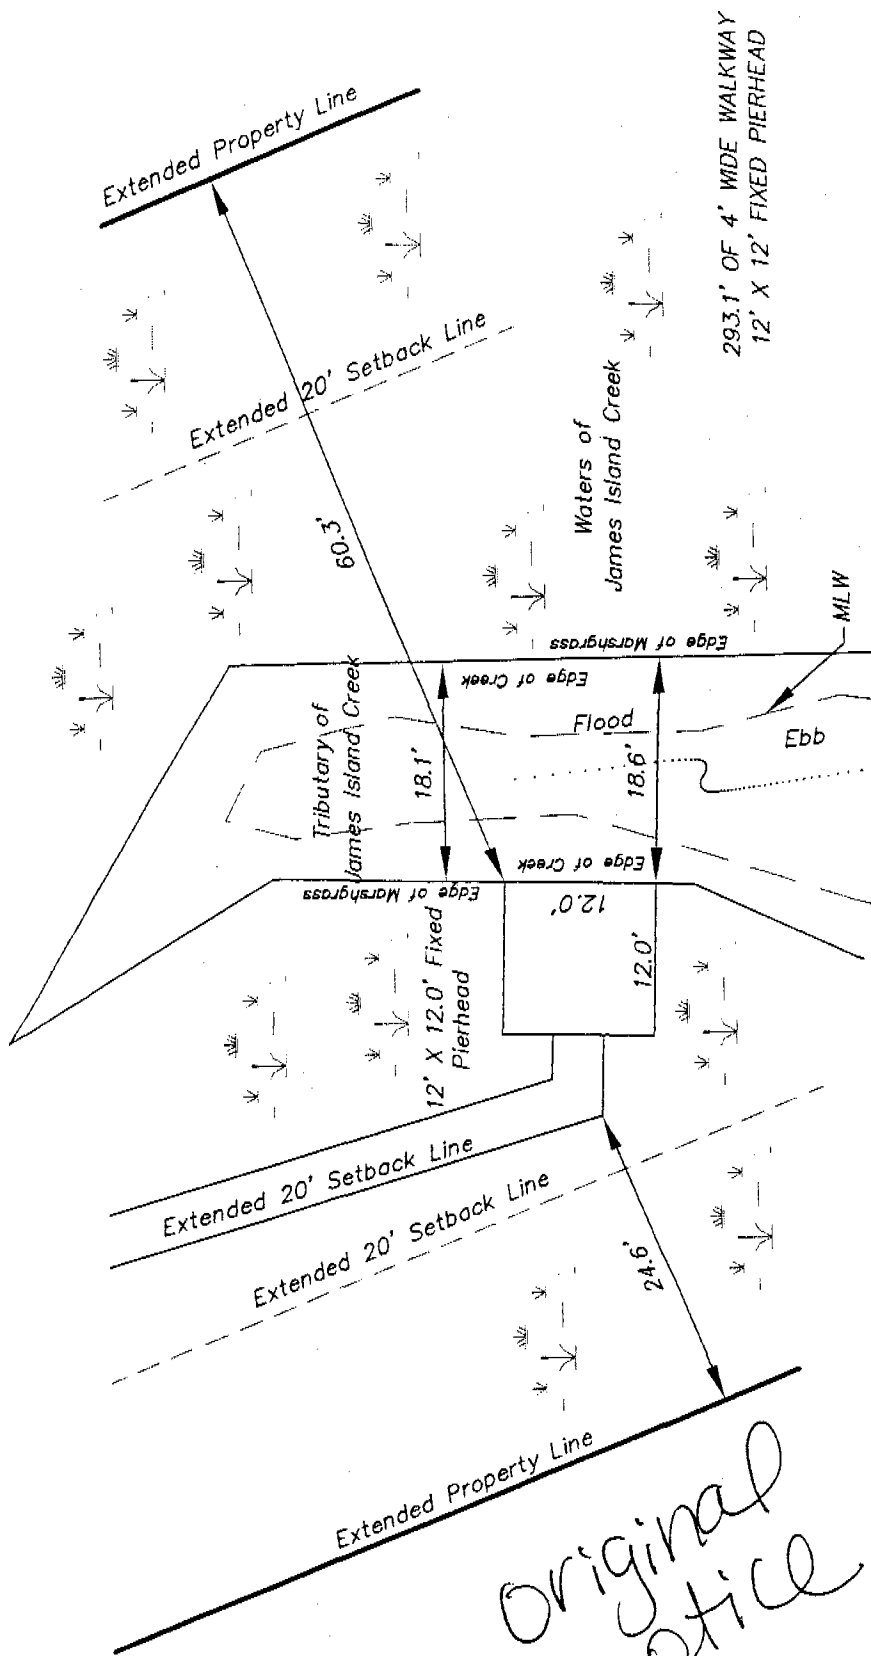 Extended Property Line
293.1' OF 4' WIDE WALKWAY
12' X 12' FIXED PIERHEAD
Extended 20' Setback Line
Waters of
James Island Creek
60.3'
MLW
Edge of Marshgrass
Edge of Creek
Tributary of
James Island Creek
18.1'
Flood
18.6'
Ebb
Edge of Creek
Edge of Marshgrass
12.0'
12.0'
12' X 12.0' Fixed
Pierhead
Extended 20' Setback Line
Extended 20' Setback Line
24.6'
Extended Property Line
original